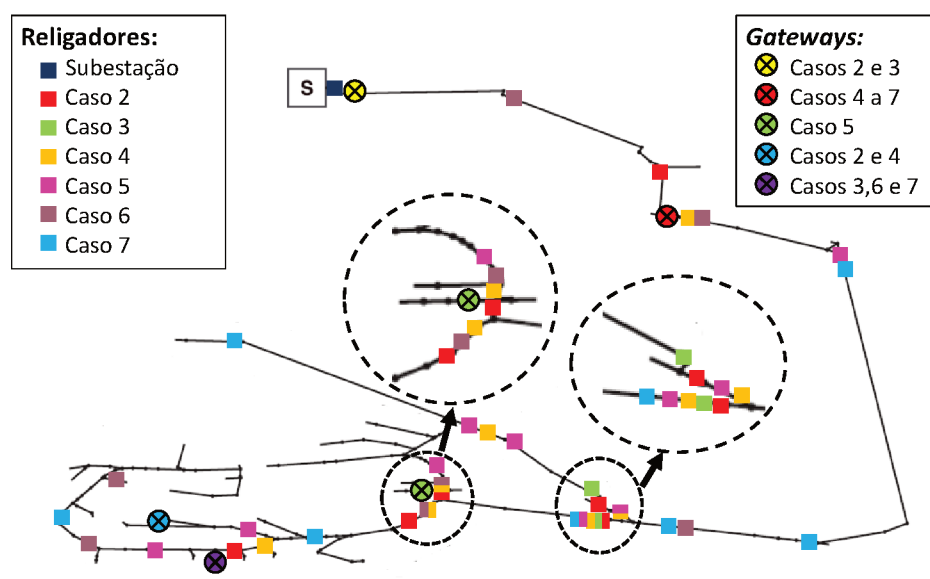 Religadores:
Subestação
Caso 2
Caso 3
Caso 4
Caso 5
Caso 6
Caso 7
S
Gateways:
Casos 2 e 3
Casos 4 a 7
Caso 5
Casos 2 e 4
Casos 3,6 e 7